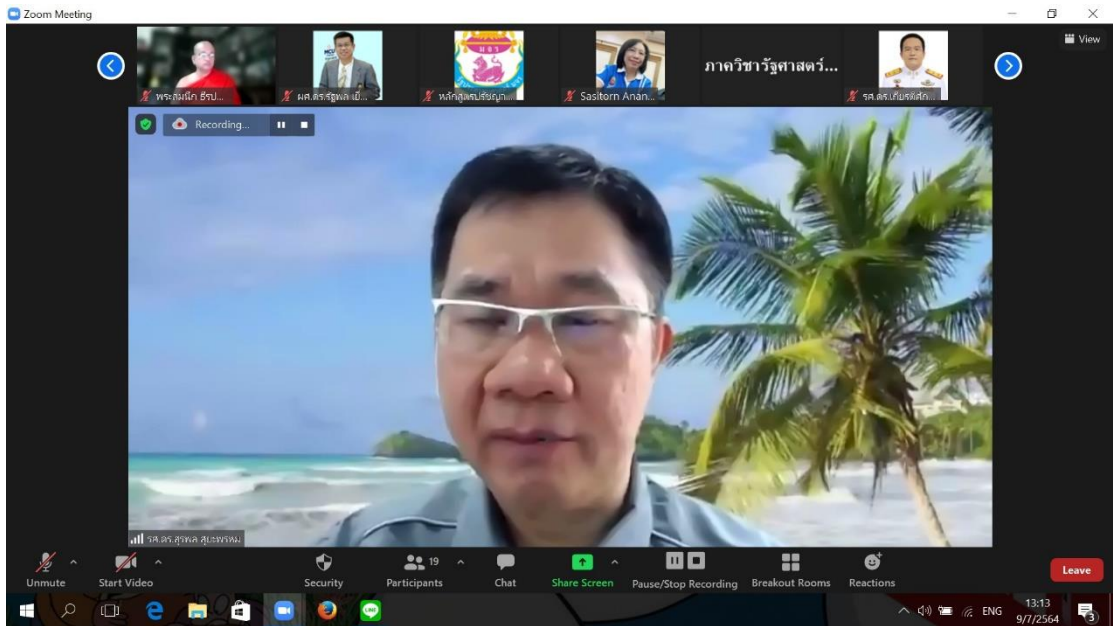 Zoom Meeting
View
พระสมนึก ธีรป...
ผศ.ดร.รัฐพล เย็...
หลักสูตรปรัชญา...
Sasitorn Anan...
ภาควิชารัฐศาสตร์...
รศ.ดร.เกียรติศัก...
Recording...
รศ.ดร.สุรพล สุยะพรหม
Unmute
Start Video
Security
19
Participants
Chat
Share Screen
Pause/Stop Recording
Breakout Rooms
Reactions
Leave
ENG
13:13
9/7/2564
3